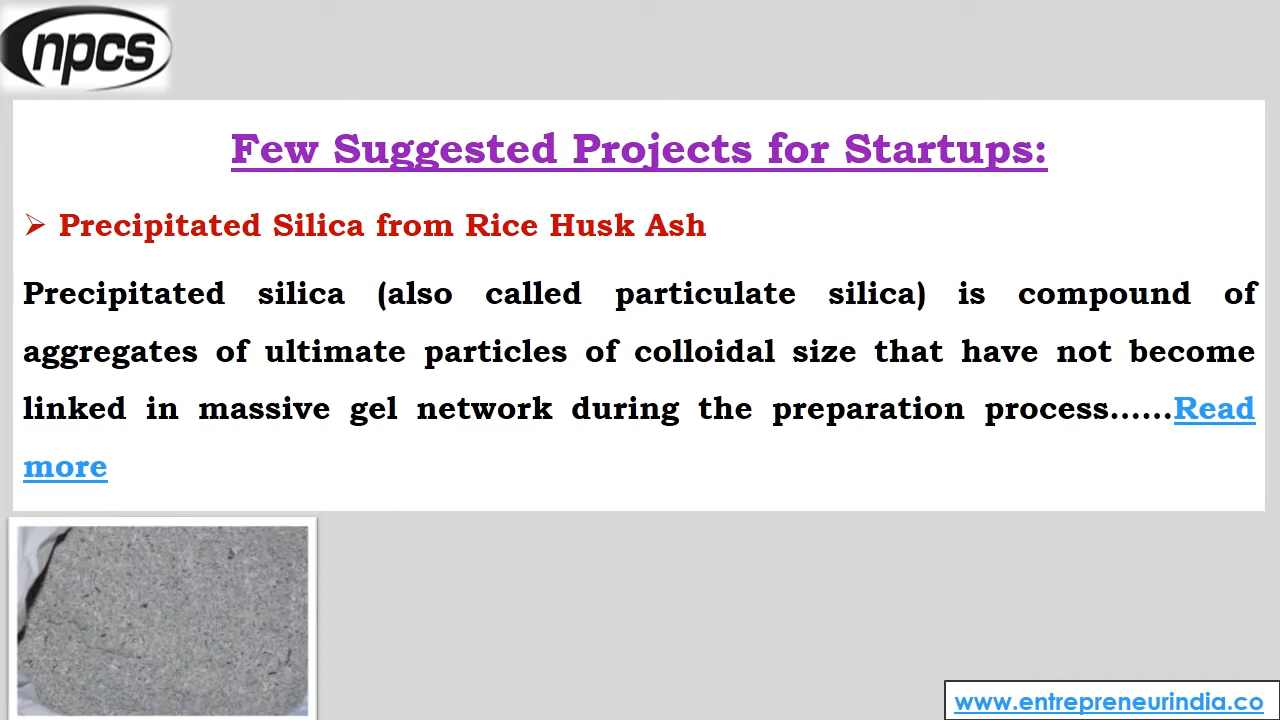 npcs
Few Suggested Projects for Startups:
➢ Precipitated Silica from Rice Husk Ash
Precipitated silica (also called particulate silica) is compound of
aggregates of ultimate particles of colloidal size that have not become
linked in massive gel network during the preparation process......Read
more
www.entrepreneurindia.co